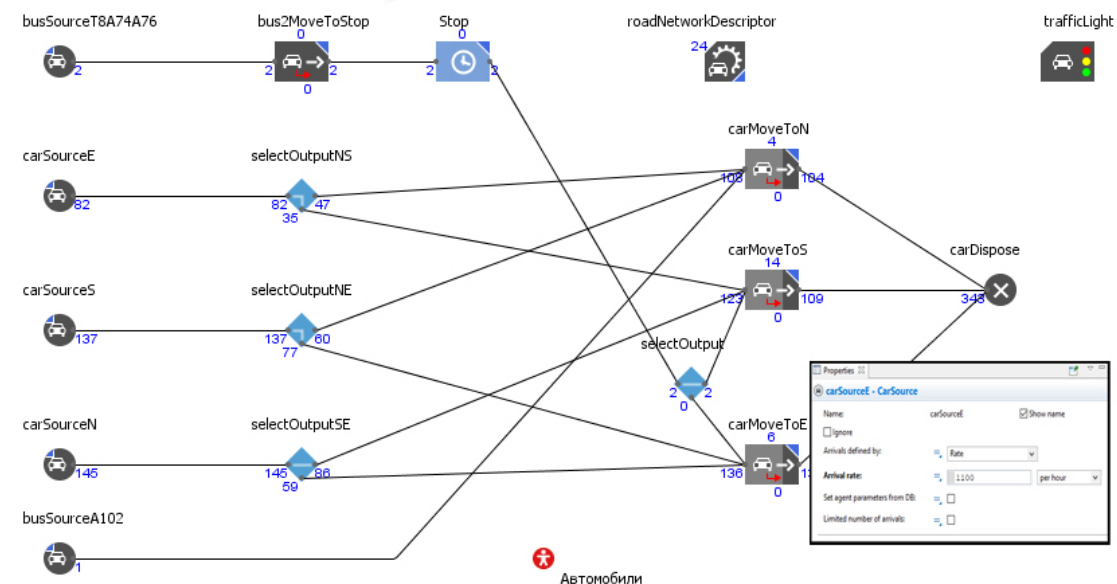 busSourceT8A74A76 bus2MoveToStop Stop roadNetworkDescriptor trafficLight
0 0
24
2 2 2 2 2
0
carMoveToN
4
carSourceE selectOutputNS
108 104
0
82 82 47
35
carMoveToS carDispose
14
carSourceS selectOutputNE
123 109 343
0
137 137 60
77
selectOutput
2 2
0
Properties
carSourceE - CarSource
Name: carSourceE Show name
Ignore
carSourceN selectOutputSE carMoveToE
6
Arrivals defined by: Rate
145 145 86 136
59 0
Arrival rate: 1100 per hour
Set agent parameters from DB:
Limited number of arrivals:
busSourceA102
1
Автомобили